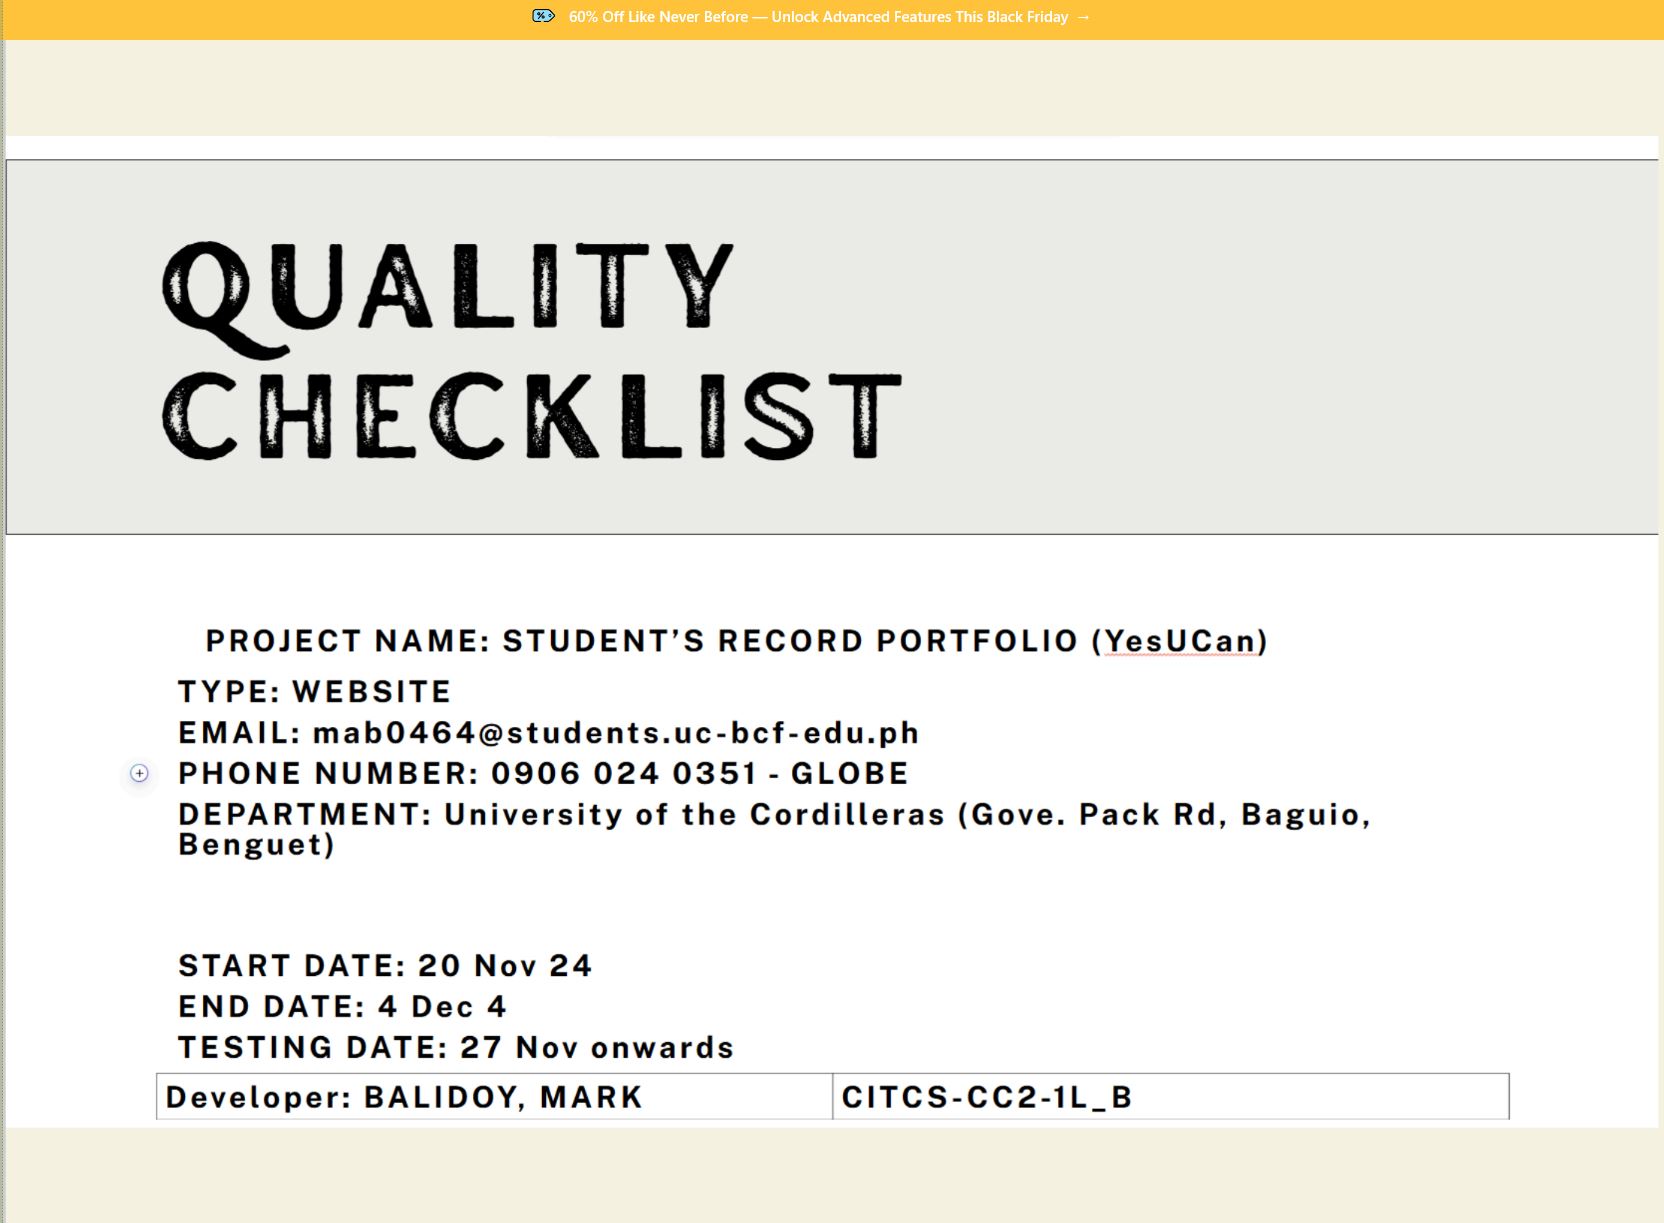 60% Off Like Never Before — Unlock Advanced Features This Black Friday →
QUALITY
CHECKLIST
PROJECT NAME: STUDENT’S RECORD PORTFOLIO (YesUCan)
TYPE: WEBSITE
EMAIL: mab0464@students.uc-bcf-edu.ph
PHONE NUMBER: 0906 024 0351 - GLOBE
DEPARTMENT: University of the Cordilleras (Gove. Pack Rd, Baguio,
Benguet)
START DATE: 20 Nov 24
END DATE: 4 Dec 4
TESTING DATE: 27 Nov onwards
Developer: BALIDOY, MARK
CITCS-CC2-1L_B